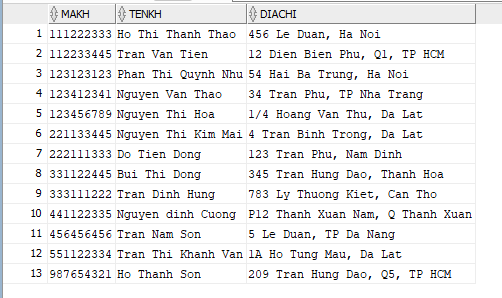 MAKH TENKH DIACHI
1 111222333 Ho Thi Thanh Thao 456 Le Duan, Ha Noi
2 112233445 Tran Van Tien 12 Dien Bien Phu, Q1, TP HCM
3 123123123 Phan Thi Quynh Nhu 54 Hai Ba Trung, Ha Noi
4 123412341 Nguyen Van Thao 34 Tran Phu, TP Nha Trang
5 123456789 Nguyen Thi Hoa 1/4 Hoang Van Thu, Da Lat
6 221133445 Nguyen Thi Kim Mai 4 Tran Binh Trong, Da Lat
7 222111333 Do Tien Dong 123 Tran Phu, Nam Dinh
8 331122445 Bui Thi Dong 345 Tran Hung Dao, Thanh Hoa
9 333111222 Tran Dinh Hung 783 Ly Thuong Kiet, Can Tho
10 441122335 Nguyen dinh Cuong P12 Thanh Xuan Nam, Q Thanh Xuan
11 456456456 Tran Nam Son 5 Le Duan, TP Da Nang
12 551122334 Tran Thi Khanh Van 1A Ho Tung Mau, Da Lat
13 987654321 Ho Thanh Son 209 Tran Hung Dao, Q5, TP HCM